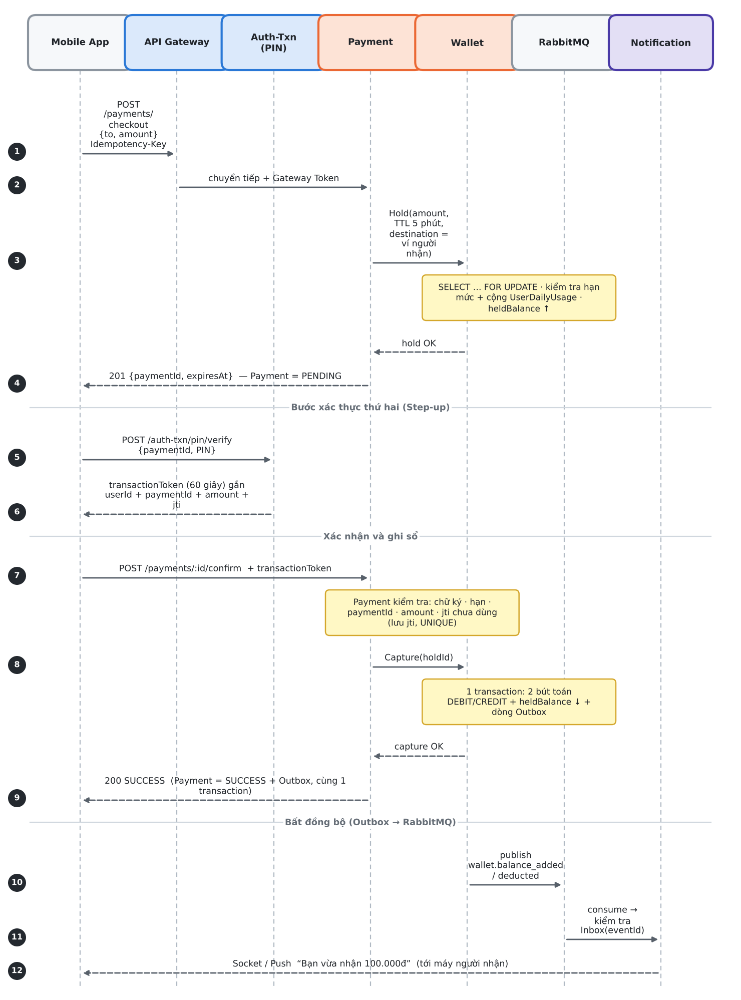 Mobile App
API Gateway
Auth-Txn
(PIN)
Payment
Wallet
RabbitMQ
Notification
POST
/payments/
checkout
{to, amount}
Idempotency-Key
1
chuyển tiếp + Gateway Token
2
Hold(amount,
TTL 5 phút,
destination =
ví người
nhận)
3
SELECT … FOR UPDATE · kiểm tra hạn
mức + cộng UserDailyUsage ·
heldBalance ↑
hold OK
201 {paymentId, expiresAt} — Payment = PENDING
4
Bước xác thực thứ hai (Step-up)
POST /auth-txn/pin/verify
{paymentId, PIN}
5
transactionToken (60 giây) gắn
userId + paymentId + amount +
jti
6
Xác nhận và ghi sổ
POST /payments/:id/confirm + transactionToken
7
Payment kiểm tra: chữ ký · hạn ·
paymentId · amount · jti chưa dùng
(lưu jti, UNIQUE)
Capture(holdId)
8
1 transaction: 2 bút toán
DEBIT/CREDIT + heldBalance ↓ +
dòng Outbox
capture OK
200 SUCCESS (Payment = SUCCESS + Outbox, cùng 1
transaction)
9
Bất đồng bộ (Outbox → RabbitMQ)
publish
wallet.balance_added
/ deducted
10
consume →
kiểm tra
Inbox(eventId)
11
Socket / Push “Bạn vừa nhận 100.000đ” (tới máy người nhận)
12